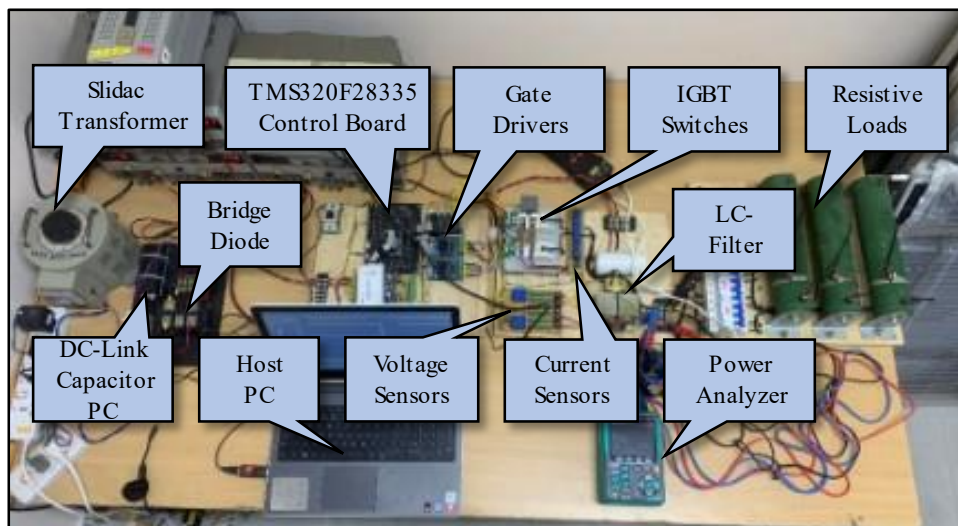 Slidac
Transformer
TMS320F28335
Control Board
Gate
Drivers
IGBT
Switches
Resistive
Loads
Bridge
Diode
LC-
Filter
DC-Link
Capacitor
PC
Host
PC
Voltage
Sensors
Current
Sensors
Power
Analyzer